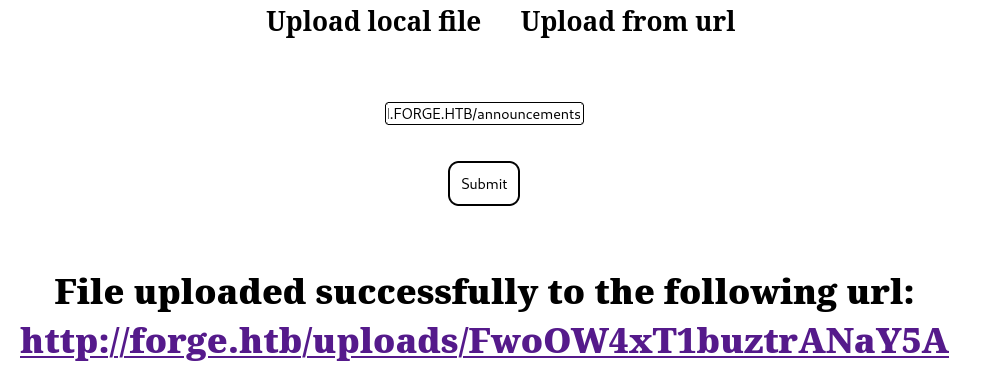 Upload local file Upload from url
.FORGE.HTB/announcements
Submit
File uploaded successfully to the following url:
http://forge.htb/uploads/FwoOW4xT1buztrANaY5A